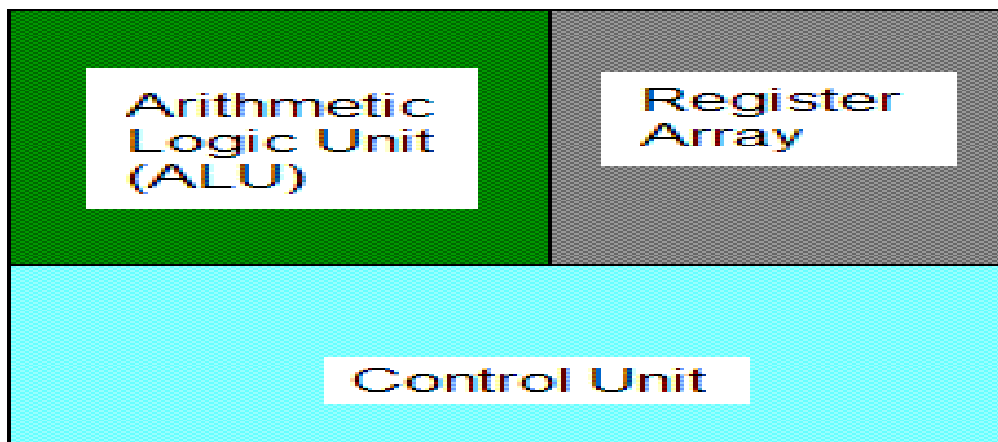 Arithmetic
Logic Unit
(ALU)
Register
Array
Control Unit